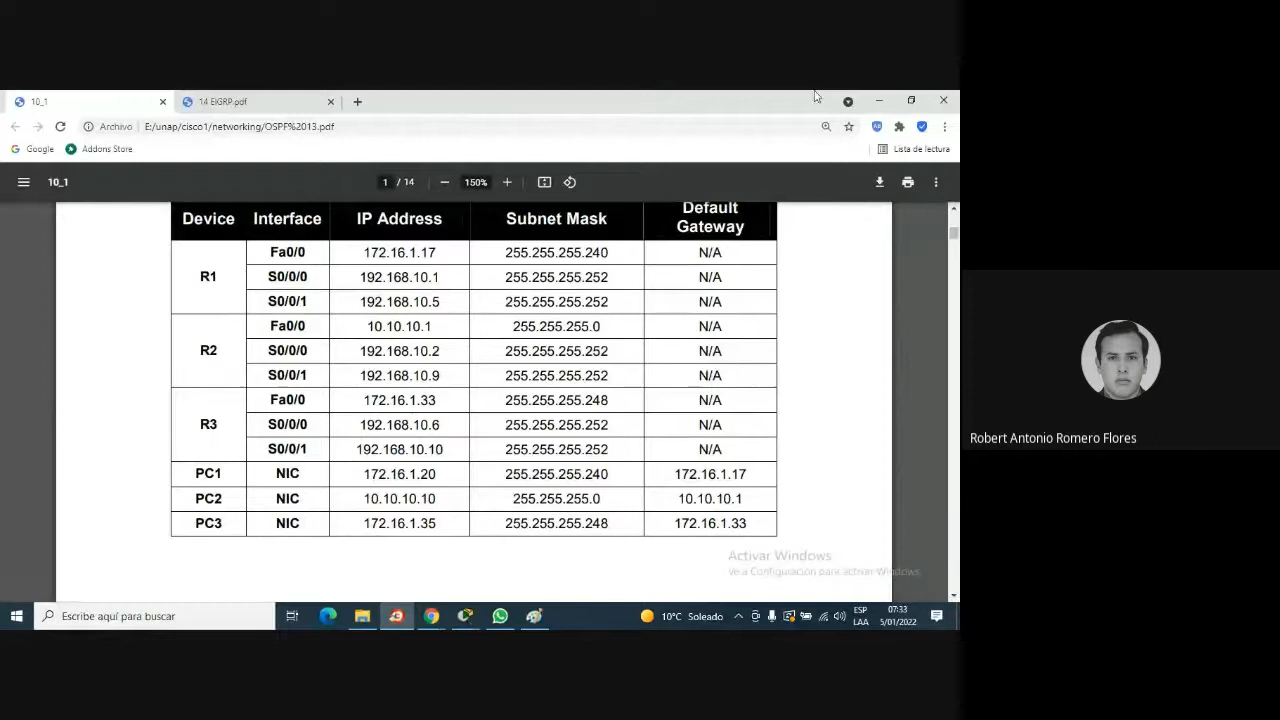 10_1
14 EIGRP.pdf
Archivo E:/unap/cisco1/networking/OSPF%2013.pdf
Google Addons Store Lista de lectura
10_1 1 / 14 150%
Device Interface IP Address Subnet Mask Default Gateway
R1 Fa0/0 172.16.1.17 255.255.255.240 N/A
S0/0/0 192.168.10.1 255.255.255.252 N/A
S0/0/1 192.168.10.5 255.255.255.252 N/A
R2 Fa0/0 10.10.10.1 255.255.255.0 N/A
S0/0/0 192.168.10.2 255.255.255.252 N/A
S0/0/1 192.168.10.9 255.255.255.252 N/A
R3 Fa0/0 172.16.1.33 255.255.255.248 N/A
S0/0/0 192.168.10.6 255.255.255.252 N/A
S0/0/1 192.168.10.10 255.255.255.252 N/A
PC1 NIC 172.16.1.20 255.255.255.240 172.16.1.17
PC2 NIC 10.10.10.10 255.255.255.0 10.10.10.1
PC3 NIC 172.16.1.35 255.255.255.248 172.16.1.33
Activar Windows
Ve a Configuración para activar Windows.
Robert Antonio Romero Flores
Escribe aquí para buscar
10°C Soleado
ESP
LAA
07:33
5/01/2022